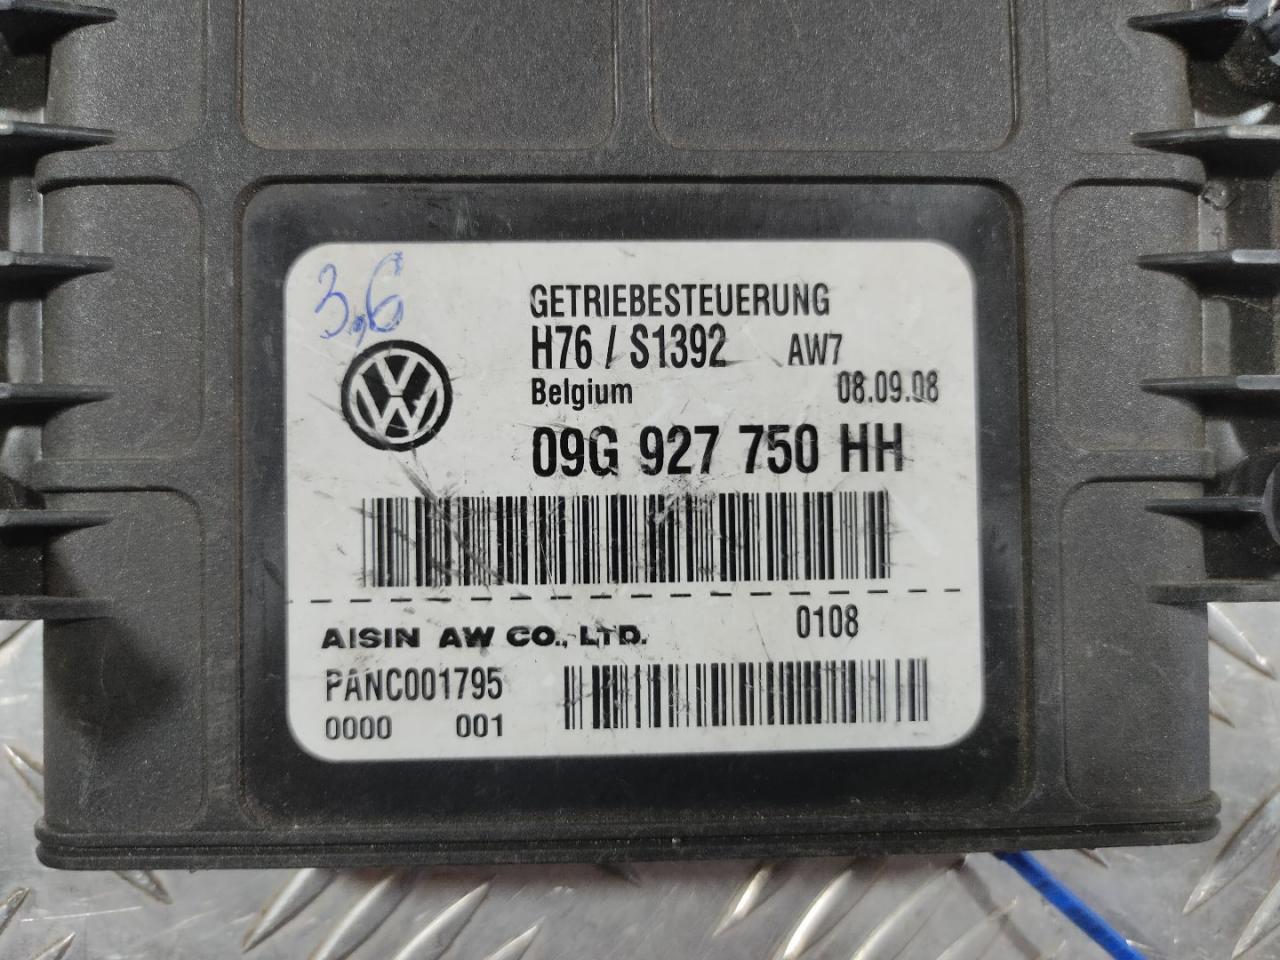 3,6
GETRIEBESTEUERUNG
H76 / S1392 AW7
Belgium 08.09.08
09G 927 750 HH
AISIN AW CO., LTD. 0108
PANC001795
0000 001